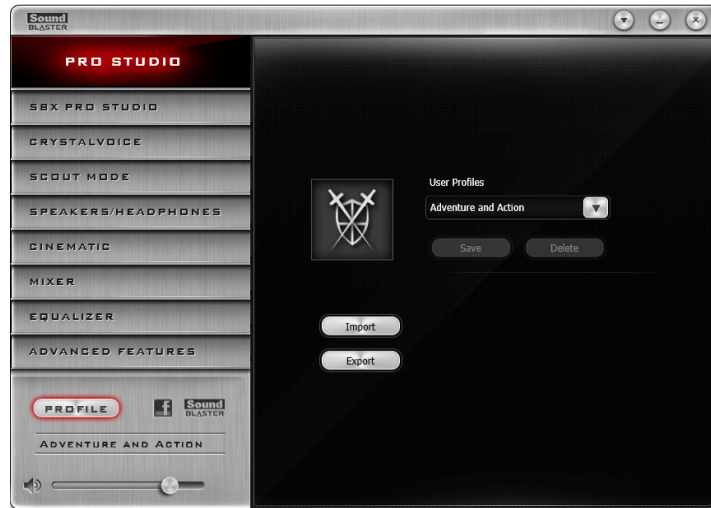 Sound
BLASTER
PRO STUDIO
SBX PRO STUDIO
CRYSTALVOICE
SCOUT MODE
SPEAKERS/HEADPHONES
CINEMATIC
MIXER
EQUALIZER
ADVANCED FEATURES
PROFILE
f
Sound
BLASTER
ADVENTURE AND ACTION
User Profiles
Adventure and Action
Save
Delete
Import
Export